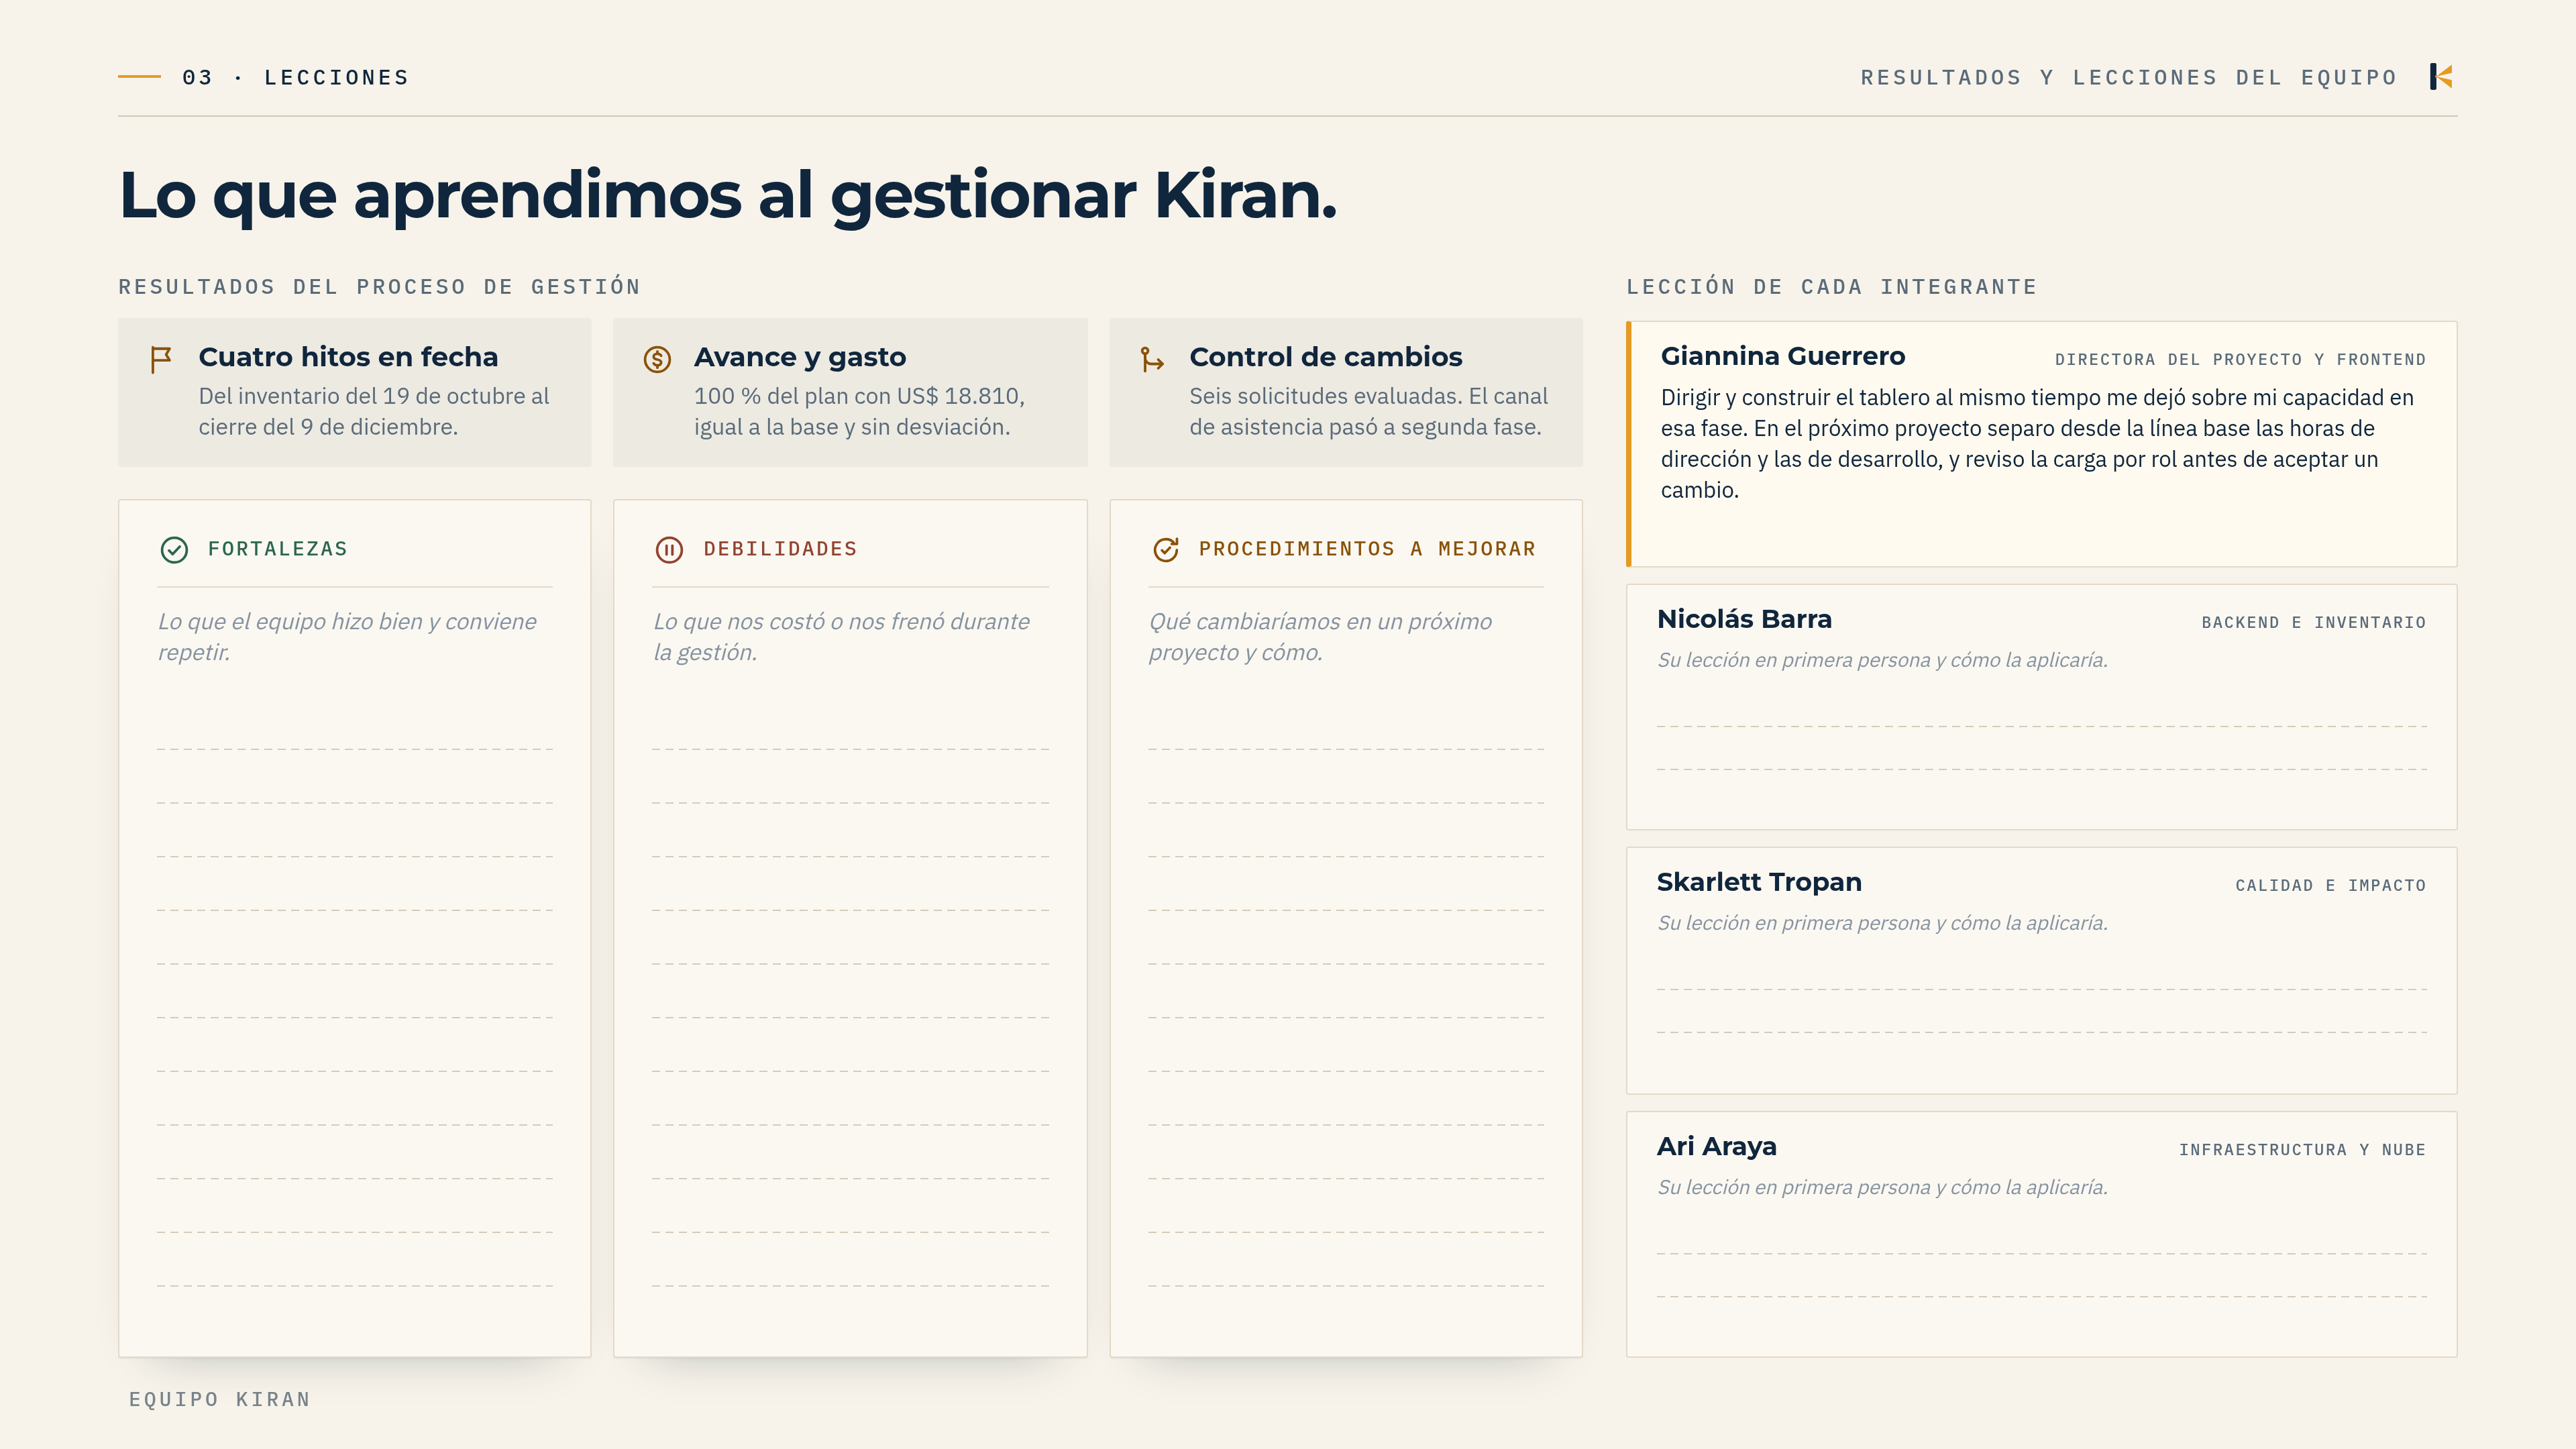 03 · LECCIONES
RESULTADOS Y LECCIONES DEL EQUIPO
Lo que aprendimos al gestionar Kiran.
RESULTADOS DEL PROCESO DE GESTIÓN
Cuatro hitos en fecha
Del inventario del 19 de octubre al
cierre del 9 de diciembre.
Avance y gasto
100 % del plan con US$ 18.810,
igual a la base y sin desviación.
Control de cambios
Seis solicitudes evaluadas. El canal
de asistencia pasó a segunda fase.
FORTALEZAS
Lo que el equipo hizo bien y conviene
repetir.
DEBILIDADES
Lo que nos costó o nos frenó durante
la gestión.
PROCEDIMIENTOS A MEJORAR
Qué cambiaríamos en un próximo
proyecto y cómo.
LECCIÓN DE CADA INTEGRANTE
Giannina Guerrero
DIRECTORA DEL PROYECTO Y FRONTEND
Dirigir y construir el tablero al mismo tiempo me dejó sobre mi capacidad en
esa fase. En el próximo proyecto separo desde la línea base las horas de
dirección y las de desarrollo, y reviso la carga por rol antes de aceptar un
cambio.
Nicolás Barra
BACKEND E INVENTARIO
Su lección en primera persona y cómo la aplicaría.
Skarlett Tropan
CALIDAD E IMPACTO
Su lección en primera persona y cómo la aplicaría.
Ari Araya
INFRAESTRUCTURA Y NUBE
Su lección en primera persona y cómo la aplicaría.
EQUIPO KIRAN